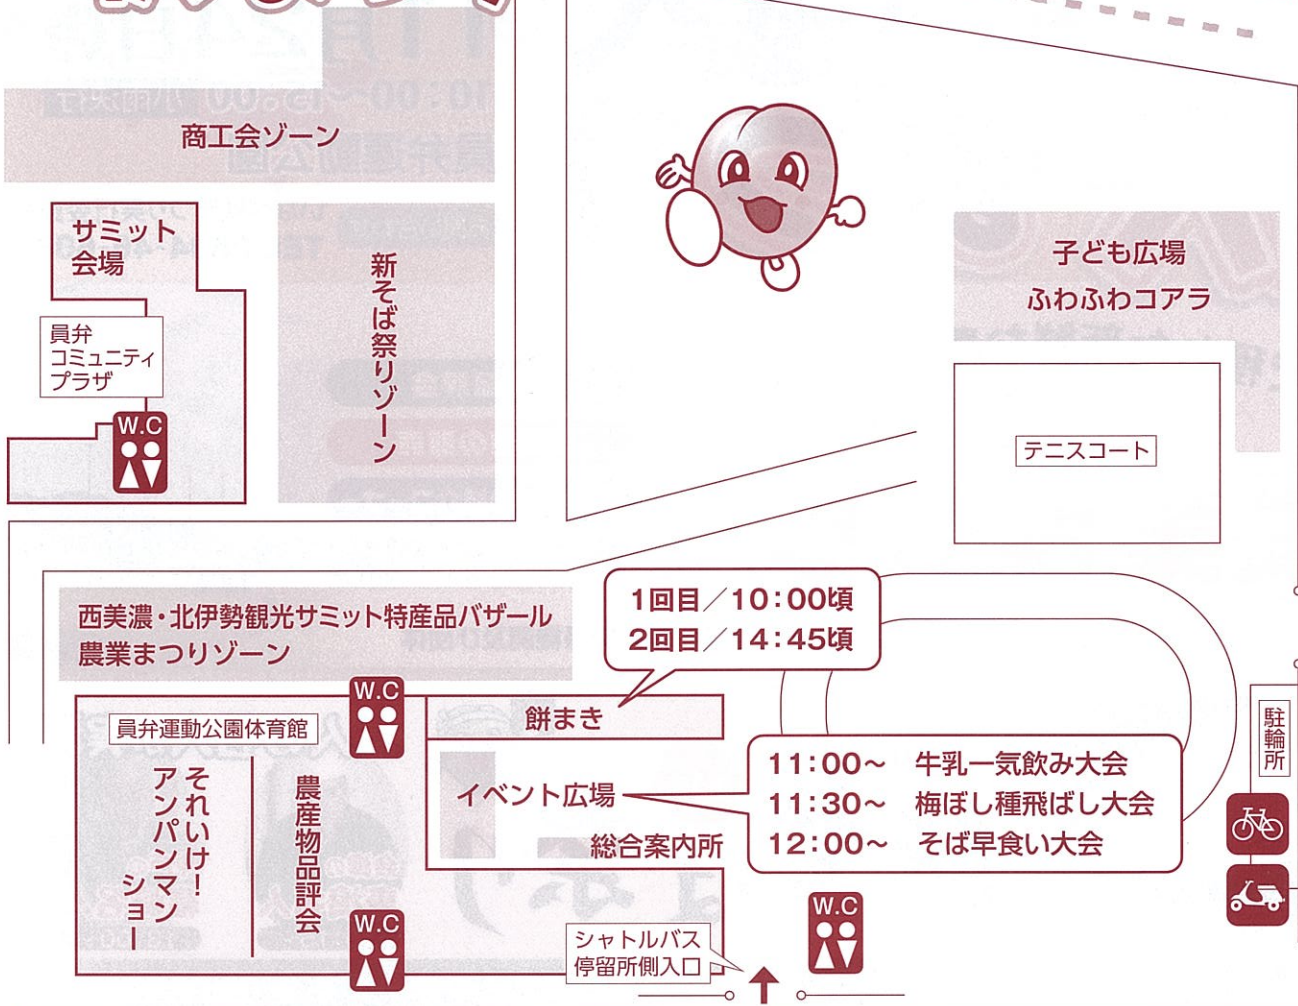 商工会ゾーン
サミット
会場
新そば祭りゾーン
員弁
コミュニティ
プラザ
W.C
子ども広場
ふわふわコアラ
テニスコート
西美濃・北伊勢観光サミット特産品バザール
農業まつりゾーン
1回目／10:00頃
2回目／14:45頃
W.C
餅まき
員弁運動公園体育館
それいけ！
アンパンマン
ショー
農産物品評会
イベント広場
11:00～ 牛乳一気飲み大会
11:30～ 梅ぼし種飛ばし大会
12:00～ そば早食い大会
総合案内所
駐輪所
W.C
シャトルバス
停留所側入口
W.C